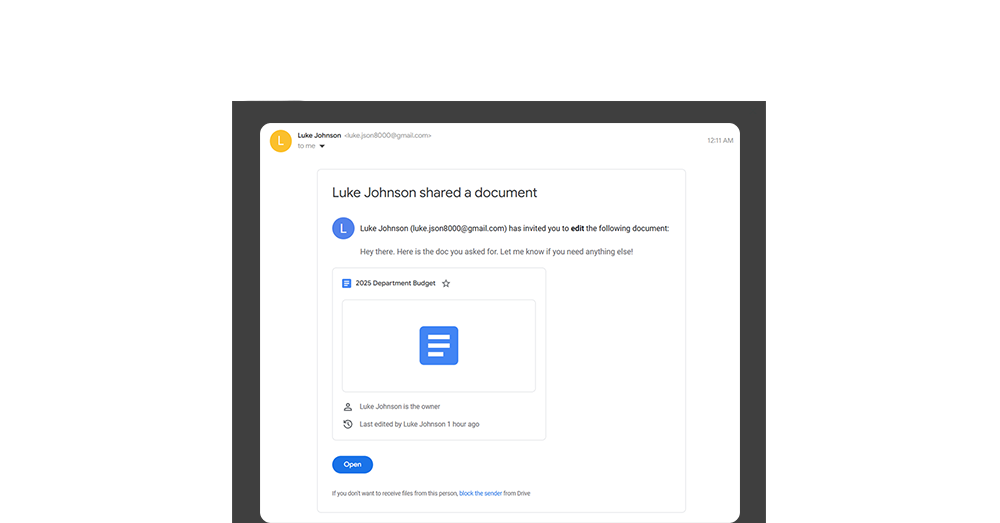 L
Luke Johnson <luke.json8000@gmail.com>
12:11 AM
to me
Luke Johnson shared a document
L
Luke Johnson (luke.json8000@gmail.com) has invited you to edit the following document:
Hey there. Here is the doc you asked for. Let me know if you need anything else!
2025 Department Budget
Luke Johnson is the owner
Last edited by Luke Johnson 1 hour ago
Open
If you don't want to receive files from this person, block the sender from Drive